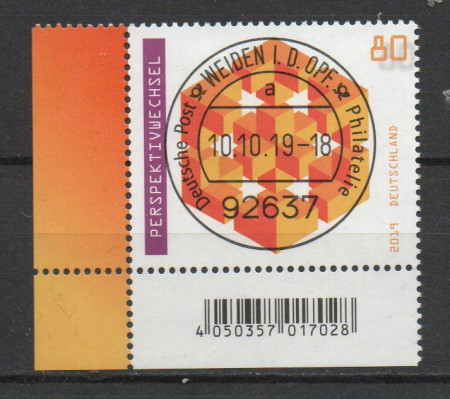 PERSPEKTIVWECHSEL
80
2019 DEUTSCHLAND
Deutsche Post WEIDEN I. D. OPF. Philatelie
a
10.10.19-18
92637
4 050357 017028